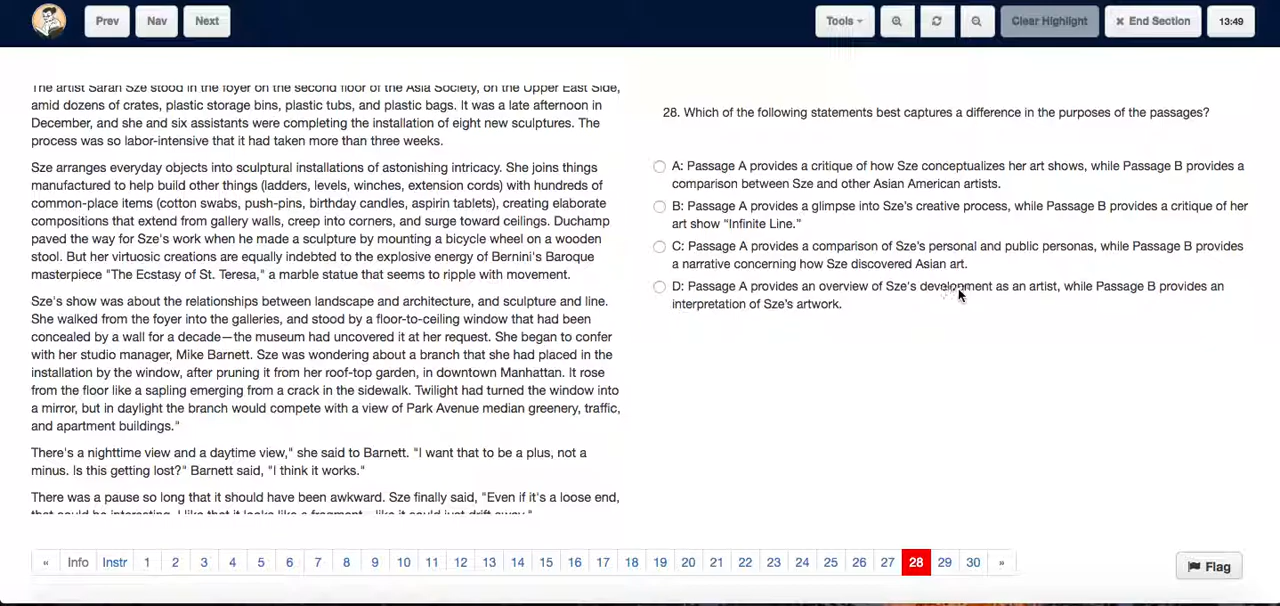 Prev
Nav
Next
Tools
Clear Highlight
End Section
13:49
The artist Sarah Sze stood in the foyer on the second floor of the Asia Society, on the Upper East Side,
amid dozens of crates, plastic storage bins, plastic tubs, and plastic bags. It was a late afternoon in
December, and she and six assistants were completing the installation of eight new sculptures. The
process was so labor-intensive that it had taken more than three weeks.
Sze arranges everyday objects into sculptural installations of astonishing intricacy. She joins things
manufactured to help build other things (ladders, levels, winches, extension cords) with hundreds of
common-place items (cotton swabs, push-pins, birthday candles, aspirin tablets), creating elaborate
compositions that extend from gallery walls, creep into corners, and surge toward ceilings. Duchamp
paved the way for Sze's work when he made a sculpture by mounting a bicycle wheel on a wooden
stool. But her virtuosic creations are equally indebted to the explosive energy of Bernini's Baroque
masterpiece "The Ecstasy of St. Teresa," a marble statue that seems to ripple with movement.
Sze's show was about the relationships between landscape and architecture, and sculpture and line.
She walked from the foyer into the galleries, and stood by a floor-to-ceiling window that had been
concealed by a wall for a decade—the museum had uncovered it at her request. She began to confer
with her studio manager, Mike Barnett. Sze was wondering about a branch that she had placed in the
installation by the window, after pruning it from her roof-top garden, in downtown Manhattan. It rose
from the floor like a sapling emerging from a crack in the sidewalk. Twilight had turned the window into
a mirror, but in daylight the branch would compete with a view of Park Avenue median greenery, traffic,
and apartment buildings."
There's a nighttime view and a daytime view," she said to Barnett. "I want that to be a plus, not a
minus. Is this getting lost?" Barnett said, "I think it works."
There was a pause so long that it should have been awkward. Sze finally said, "Even if it's a loose end,
that could be interesting. I like that it looks like a fragment—like it could just drift away."
28. Which of the following statements best captures a difference in the purposes of the passages?
A: Passage A provides a critique of how Sze conceptualizes her art shows, while Passage B provides a
comparison between Sze and other Asian American artists.
B: Passage A provides a glimpse into Sze's creative process, while Passage B provides a critique of her
art show “Infinite Line.”
C: Passage A provides a comparison of Sze's personal and public personas, while Passage B provides
a narrative concerning how Sze discovered Asian art.
D: Passage A provides an overview of Sze's development as an artist, while Passage B provides an
interpretation of Sze's artwork.
« Info Instr 1 2 3 4 5 6 7 8 9 10 11 12 13 14 15 16 17 18 19 20 21 22 23 24 25 26 27 28 29 30 »
Flag